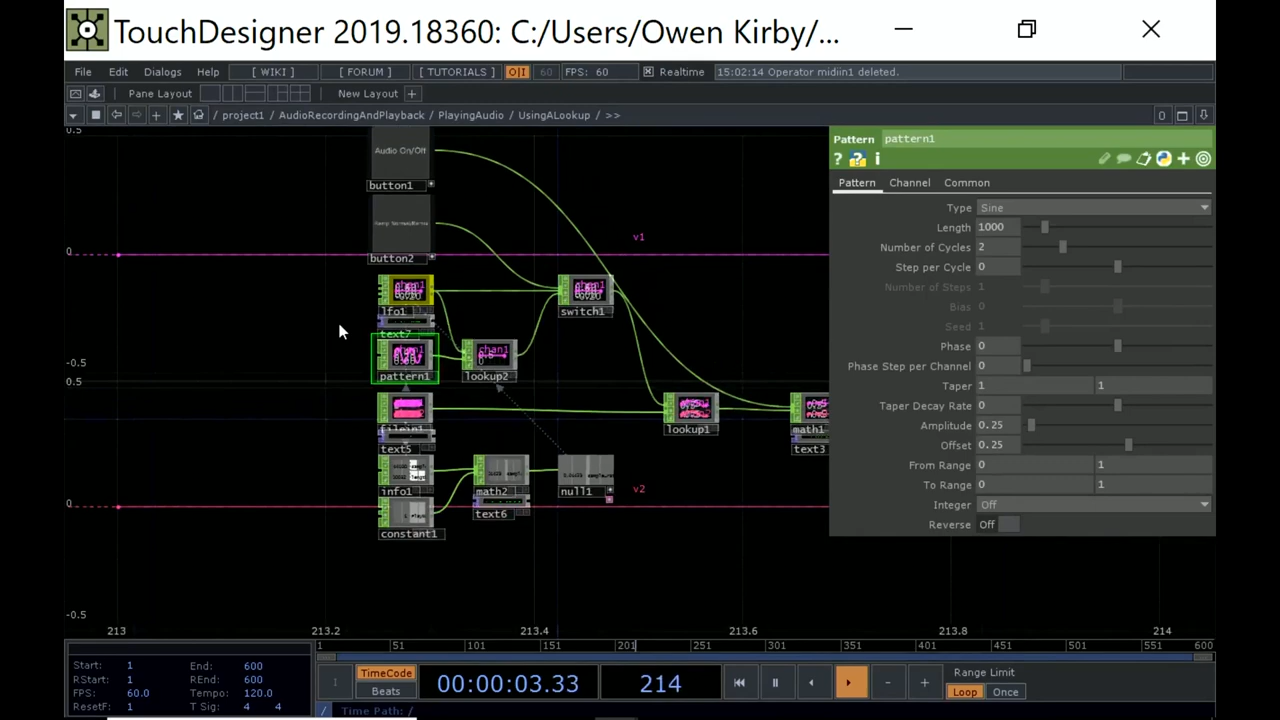 TouchDesigner 2019.18360: C:/Users/Owen Kirby/...
File Edit Dialogs Help [ WIKI ] [ FORUM ] [ TUTORIALS ] O|I 60 FPS: 60 Realtime 15:02:14 Operator midiin1 deleted.
Pane Layout New Layout +
/ project1 / AudioRecordingAndPlayback / PlayingAudio / UsingALookup / >> 0
0.5
Audio On/Off
button1
button2
0
v1
chan1
lfo1
text7
switch1
-0.5
0.5
pattern1
chan1
lookup2
filein1
text5
lookup1
math1
text3
info1
math2
null1
v2
text6
0
constant1
-0.5
213 213.2 213.4 213.6 213.8 214
Pattern pattern1
? i
Pattern Channel Common
Type Sine
Length 1000
Number of Cycles 2
Step per Cycle 0
Number of Steps 1
Bias 0
Seed 1
Phase 0
Phase Step per Channel 0
Taper 1 1
Taper Decay Rate 0
Amplitude 0.25
Offset 0.25
From Range 0 1
To Range 0 1
Integer Off
Reverse Off
1 51 101 151 201 251 301 351 401 451 501 551 600
Start: 1 End: 600
RStart: 1 REnd: 600
FPS: 60.0 Tempo: 120.0
ResetF: 1 T Sig: 4 4
TimeCode
Beats
00:00:03.33
214
- +
Range Limit
Loop Once
/ Time Path: /